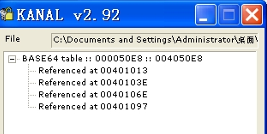 KANAL v2.92
File C:\Documents and Settings\Administrator\桌面\
BASE64 table :: 000050E8 :: 004050E8
Referenced at 00401013
Referenced at 0040103E
Referenced at 0040106E
Referenced at 00401097